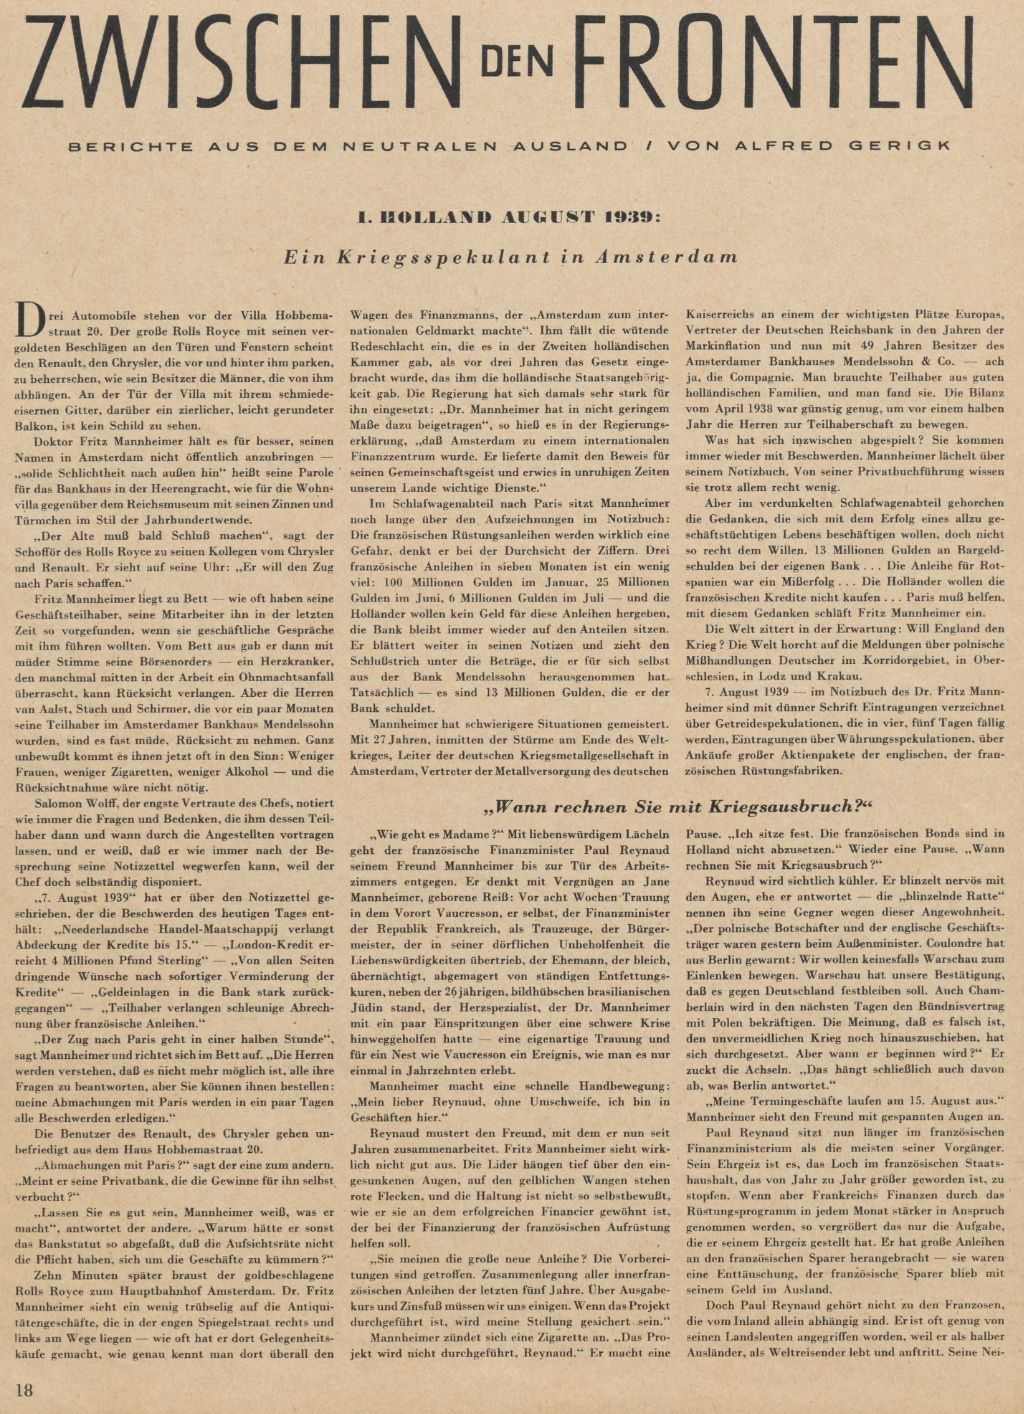 ZWISCHEN DEN FRONTEN
BERICHTE AUS DEM NEUTRALEN AUSLAND / VON ALFRED GERIGK
I. HOLLAND AUGUST 1939:
Ein Kriegsspekulant in Amsterdam
Drei Automobile stehen vor der Villa Hobbema-
straat 20. Der große Rolls Royce mit seinen ver-
goldeten Beschlägen an den Türen und Fenstern scheint
den Renault, den Chrysler, die vor und hinter ihm parken,
zu beherrschen, wie sein Besitzer die Männer, die von ihm
abhängen. An der Tür der Villa mit ihrem schmiede-
eisernen Gitter, darüber ein zierlicher, leicht gerundeter
Balkon, ist kein Schild zu sehen.
Doktor Fritz Mannheimer hält es für besser, seinen
Namen in Amsterdam nicht öffentlich anzubringen —
„solide Schlichtheit nach außen hin“ heißt seine Parole
für das Bankhaus in der Heerengracht, wie für die Wohn-
villa gegenüber dem Reichsmuseum mit seinen Zinnen und
Türmchen im Stil der Jahrhundertwende.
„Der Alte muß bald Schluß machen“, sagt der
Schofför des Rolls Royce zu seinen Kollegen vom Chrysler
und Renault. Er sieht auf seine Uhr: „Er will den Zug
nach Paris schaffen.“
Fritz Mannheimer liegt zu Bett — wie oft haben seine
Geschäftsteilhaber, seine Mitarbeiter ihn in der letzten
Zeit so vorgefunden, wenn sie geschäftliche Gespräche
mit ihm führen wollten. Vom Bett aus gab er dann mit
müder Stimme seine Börsenorders — ein Herzkranker,
den manchmal mitten in der Arbeit ein Ohnmachtsanfall
überrascht, kann Rücksicht verlangen. Aber die Herren
van Aalst, Stach und Schirmer, die vor ein paar Monaten
seine Teilhaber im Amsterdamer Bankhaus Mendelssohn
wurden, sind es fast müde, Rücksicht zu nehmen. Ganz
unbewußt kommt es ihnen jetzt oft in den Sinn: Weniger
Frauen, weniger Zigaretten, weniger Alkohol — und die
Rücksichtnahme wäre nicht nötig.
Salomon Wolff, der engste Vertraute des Chefs, notiert
wie immer die Fragen und Bedenken, die ihm dessen Teil-
haber dann und wann durch die Angestellten vortragen
lassen, und er weiß, daß er wie immer nach der Be-
sprechung seine Notizzettel wegwerfen kann, weil der
Chef doch selbständig disponiert.
„7. August 1939“ hat er über den Notizzettel ge-
schrieben, der die Beschwerden des heutigen Tages ent-
hält: „Neederlandsche Handel-Maatschappij verlangt
Abdeckung der Kredite bis 15.“ — „London-Kredit er-
reicht 4 Millionen Pfund Sterling“ — „Von allen Seiten
dringende Wünsche nach sofortiger Verminderung der
Kredite“ — „Geldeinlagen in die Bank stark zurück-
gegangen“ — „Teilhaber verlangen schleunige Abrech-
nung über französische Anleihen.“
„Der Zug nach Paris geht in einer halben Stunde“,
sagt Mannheimer und richtet sich im Bett auf. „Die Herren
werden verstehen, daß es nicht mehr möglich ist, alle ihre
Fragen zu beantworten, aber Sie können ihnen bestellen:
meine Abmachungen mit Paris werden in ein paar Tagen
alle Beschwerden erledigen.“
Die Benutzer des Renault, des Chrysler gehen un-
befriedigt aus dem Haus Hobbemastraat 20.
„Abmachungen mit Paris?“ sagt der eine zum andern.
„Meint er seine Privatbank, die die Gewinne für ihn selbst
verbucht?“
„Lassen Sie es gut sein, Mannheimer weiß, was er
macht“, antwortet der andere. „Warum hätte er sonst
das Bankstatut so abgefaßt, daß die Aufsichtsräte nicht
die Pflicht haben, sich um die Geschäfte zu kümmern?“
Zehn Minuten später braust der goldbeschlagene
Rolls Royce zum Hauptbahnhof Amsterdam. Dr. Fritz
Mannheimer sieht ein wenig trübselig auf die Antiqui-
tätengeschäfte, die in der engen Spiegelstraat rechts und
links am Wege liegen — wie oft hat er dort Gelegenheits-
käufe gemacht, wie genau kennt man dort überall den
Wagen des Finanzmanns, der „Amsterdam zum inter-
nationalen Geldmarkt machte“. Ihm fällt die wütende
Redeschlacht ein, die es in der Zweiten holländischen
Kammer gab, als vor drei Jahren das Gesetz einge-
bracht wurde, das ihm die holländische Staatsangehörig-
keit gab. Die Regierung hat sich damals sehr stark für
ihn eingesetzt: „Dr. Mannheimer hat in nicht geringem
Maße dazu beigetragen“, so hieß es in der Regierungs-
erklärung, „daß Amsterdam zu einem internationalen
Finanzzentrum wurde. Er lieferte damit den Beweis für
seinen Gemeinschaftsgeist und erwies in unruhigen Zeiten
unserem Lande wichtige Dienste.“
Im Schlafwagenabteil nach Paris sitzt Mannheimer
noch lange über den Aufzeichnungen im Notizbuch:
Die französischen Rüstungsanleihen werden wirklich eine
Gefahr, denkt er bei der Durchsicht der Ziffern. Drei
französische Anleihen in sieben Monaten ist ein wenig
viel: 100 Millionen Gulden im Januar, 25 Millionen
Gulden im Juni, 6 Millionen Gulden im Juli — und die
Holländer wollen kein Geld für diese Anleihen hergeben,
die Bank bleibt immer wieder auf den Anteilen sitzen.
Er blättert weiter in seinen Notizen und zieht den
Schlußstrich unter die Beträge, die er für sich selbst
aus der Bank Mendelssohn herausgenommen hat.
Tatsächlich — es sind 13 Millionen Gulden, die er der
Bank schuldet.
Mannheimer hat schwierigere Situationen gemeistert.
Mit 27 Jahren, inmitten der Stürme am Ende des Welt-
krieges, Leiter der deutschen Kriegsmetallgesellschaft in
Amsterdam, Vertreter der Metallversorgung des deutschen
Kaiserreichs an einem der wichtigsten Plätze Europas,
Vertreter der Deutschen Reichsbank in den Jahren der
Markinflation und nun mit 49 Jahren Besitzer des
Amsterdamer Bankhauses Mendelssohn & Co. — ach
ja, die Compagnie. Man brauchte Teilhaber aus guten
holländischen Familien, und man fand sie. Die Bilanz
vom April 1938 war günstig genug, um vor einem halben
Jahr die Herren zur Teilhaberschaft zu bewegen.
Was hat sich inzwischen abgespielt? Sie kommen
immer wieder mit Beschwerden. Mannheimer lächelt über
seinem Notizbuch. Von seiner Privatbuchführung wissen
sie trotz allem recht wenig.
Aber im verdunkelten Schlafwagenabteil gehorchen
die Gedanken, die sich mit dem Erfolg eines allzu ge-
schäftstüchtigen Lebens beschäftigen wollen, doch nicht
so recht dem Willen. 13 Millionen Gulden an Bargeld-
schulden bei der eigenen Bank . . . Die Anleihe für Rot-
spanien war ein Mißerfolg . . . Die Holländer wollen die
französischen Kredite nicht kaufen . . . Paris muß helfen,
mit diesem Gedanken schläft Fritz Mannheimer ein.
Die Welt zittert in der Erwartung: Will England den
Krieg? Die Welt horcht auf die Meldungen über polnische
Mißhandlungen Deutscher im Korridorgebiet, in Ober-
schlesien, in Lodz und Krakau.
7. August 1939 — im Notizbuch des Dr. Fritz Mann-
heimer sind mit dünner Schrift Eintragungen verzeichnet
über Getreidespekulationen, die in vier, fünf Tagen fällig
werden, Eintragungen über Währungsspekulationen, über
Ankäufe großer Aktienpakete der englischen, der fran-
zösischen Rüstungsfabriken.
„Wann rechnen Sie mit Kriegsausbruch?“
„Wie geht es Madame?“ Mit liebenswürdigem Lächeln
geht der französische Finanzminister Paul Reynaud
seinem Freund Mannheimer bis zur Tür des Arbeits-
zimmers entgegen. Er denkt mit Vergnügen an Jane
Mannheimer, geborene Reiß: Vor acht Wochen Trauung
in dem Vorort Vaucresson, er selbst, der Finanzminister
der Republik Frankreich, als Trauzeuge, der Bürger-
meister, der in seiner dörflichen Unbeholfenheit die
Liebenswürdigkeiten übertrieb, der Ehemann, der bleich,
übernächtigt, abgemagert von ständigen Entfettungs-
kuren, neben der 26jährigen, bildhübschen brasilianischen
Jüdin stand, der Herzspezialist, der Dr. Mannheimer
mit ein paar Einspritzungen über eine schwere Krise
hinweggeholfen hatte — eine eigenartige Trauung und
für ein Nest wie Vaucresson ein Ereignis, wie man es nur
einmal in Jahrzehnten erlebt.
Mannheimer macht eine schnelle Handbewegung:
„Mein lieber Reynaud, ohne Umschweife, ich bin in
Geschäften hier.“
Reynaud mustert den Freund, mit dem er nun seit
Jahren zusammenarbeitet. Fritz Mannheimer sieht wirk-
lich nicht gut aus. Die Lider hängen tief über den ein-
gesunkenen Augen, auf den gelblichen Wangen stehen
rote Flecken, und die Haltung ist nicht so selbstbewußt,
wie er sie an dem erfolgreichen Financier gewöhnt ist,
der bei der Finanzierung der französischen Aufrüstung
helfen soll.
„Sie meinen die große neue Anleihe? Die Vorberei-
tungen sind getroffen. Zusammenlegung aller innerfran-
zösischen Anleihen der letzten fünf Jahre. Über Ausgabe-
kurs und Zinsfuß müssen wir uns einigen. Wenn das Projekt
durchgeführt ist, wird meine Stellung gesichert sein.“
Mannheimer zündet sich eine Zigarette an. „Das Pro-
jekt wird nicht durchgeführt, Reynaud.“ Er macht eine
Pause. „Ich sitze fest. Die französischen Bonds sind in
Holland nicht abzusetzen.“ Wieder eine Pause. „Wann
rechnen Sie mit Kriegsausbruch?“
Reynaud wird sichtlich kühler. Er blinzelt nervös mit
den Augen, ehe er antwortet — die „blinzelnde Ratte“
nennen ihn seine Gegner wegen dieser Angewohnheit.
„Der polnische Botschafter und der englische Geschäfts-
träger waren gestern beim Außenminister. Coulondre hat
aus Berlin gewarnt: Wir wollen keinesfalls Warschau zum
Einlenken bewegen. Warschau hat unsere Bestätigung,
daß es gegen Deutschland festbleiben soll. Auch Cham-
berlain wird in den nächsten Tagen den Bündnisvertrag
mit Polen bekräftigen. Die Meinung, daß es falsch ist,
den unvermeidlichen Krieg noch hinauszuschieben, hat
sich durchgesetzt. Aber wann er beginnen wird?“ Er
zuckt die Achseln. „Das hängt schließlich auch davon
ab, was Berlin antwortet.“
„Meine Termingeschäfte laufen am 15. August aus.“
Mannheimer sieht den Freund mit gespannten Augen an.
Paul Reynaud sitzt nun länger im französischen
Finanzministerium als die meisten seiner Vorgänger.
Sein Ehrgeiz ist es, das Loch im französischen Staats-
haushalt, das von Jahr zu Jahr größer geworden ist, zu
stopfen. Wenn aber Frankreichs Finanzen durch das
Rüstungsprogramm in jedem Monat stärker in Anspruch
genommen werden, so vergrößert das nur die Aufgabe,
die er seinem Ehrgeiz gestellt hat. Er hat große Anleihen
an den französischen Sparer herangebracht — sie waren
eine Enttäuschung, der französische Sparer blieb mit
seinem Geld im Ausland.
Doch Paul Reynaud gehört nicht zu den Franzosen,
die vom Inland allein abhängig sind. Er ist oft genug von
seinen Landsleuten angegriffen worden, weil er als halber
Ausländer, als Weltreisender lebt und auftritt. Seine Nei-
18